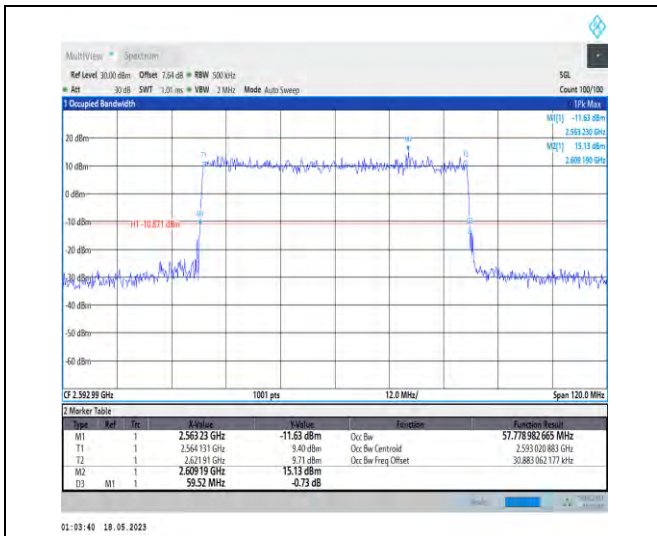 MultiView Spectrum
Ref Level 30.00 dBm Offset 7.64 dB RBW 500 kHz SGL
Att 30 dB SWT 1.01 ms VBW 2 MHz Mode Auto Sweep Count 100/100
1 Occupied Bandwidth 1Pk Max
M1[1] -11.63 dBm
2.563 230 GHz
M2[1] 15.13 dBm
2.609 190 GHz
20 dBm
M2
T1 T2
10 dBm
0 dBm
M1
-10 dBm
H1 -10.871 dBm
-20 dBm
-30 dBm
-40 dBm
-50 dBm
-60 dBm
CF 2.592 99 GHz 1001 pts 12.0 MHz/ Span 120.0 MHz
2 Marker Table
Type Ref Trc X-Value Y-Value Function Function Result
M1 1 2.563 23 GHz -11.63 dBm Occ Bw 57.778 982 665 MHz
T1 1 2.564 131 GHz 9.40 dBm Occ Bw Centroid 2.593 020 883 GHz
T2 1 2.621 91 GHz 9.71 dBm Occ Bw Freq Offset 30.883 062 177 kHz
M2 1 2.609 19 GHz 15.13 dBm
D3 M1 1 59.52 MHz -0.73 dB
01:03:40 18.05.2023